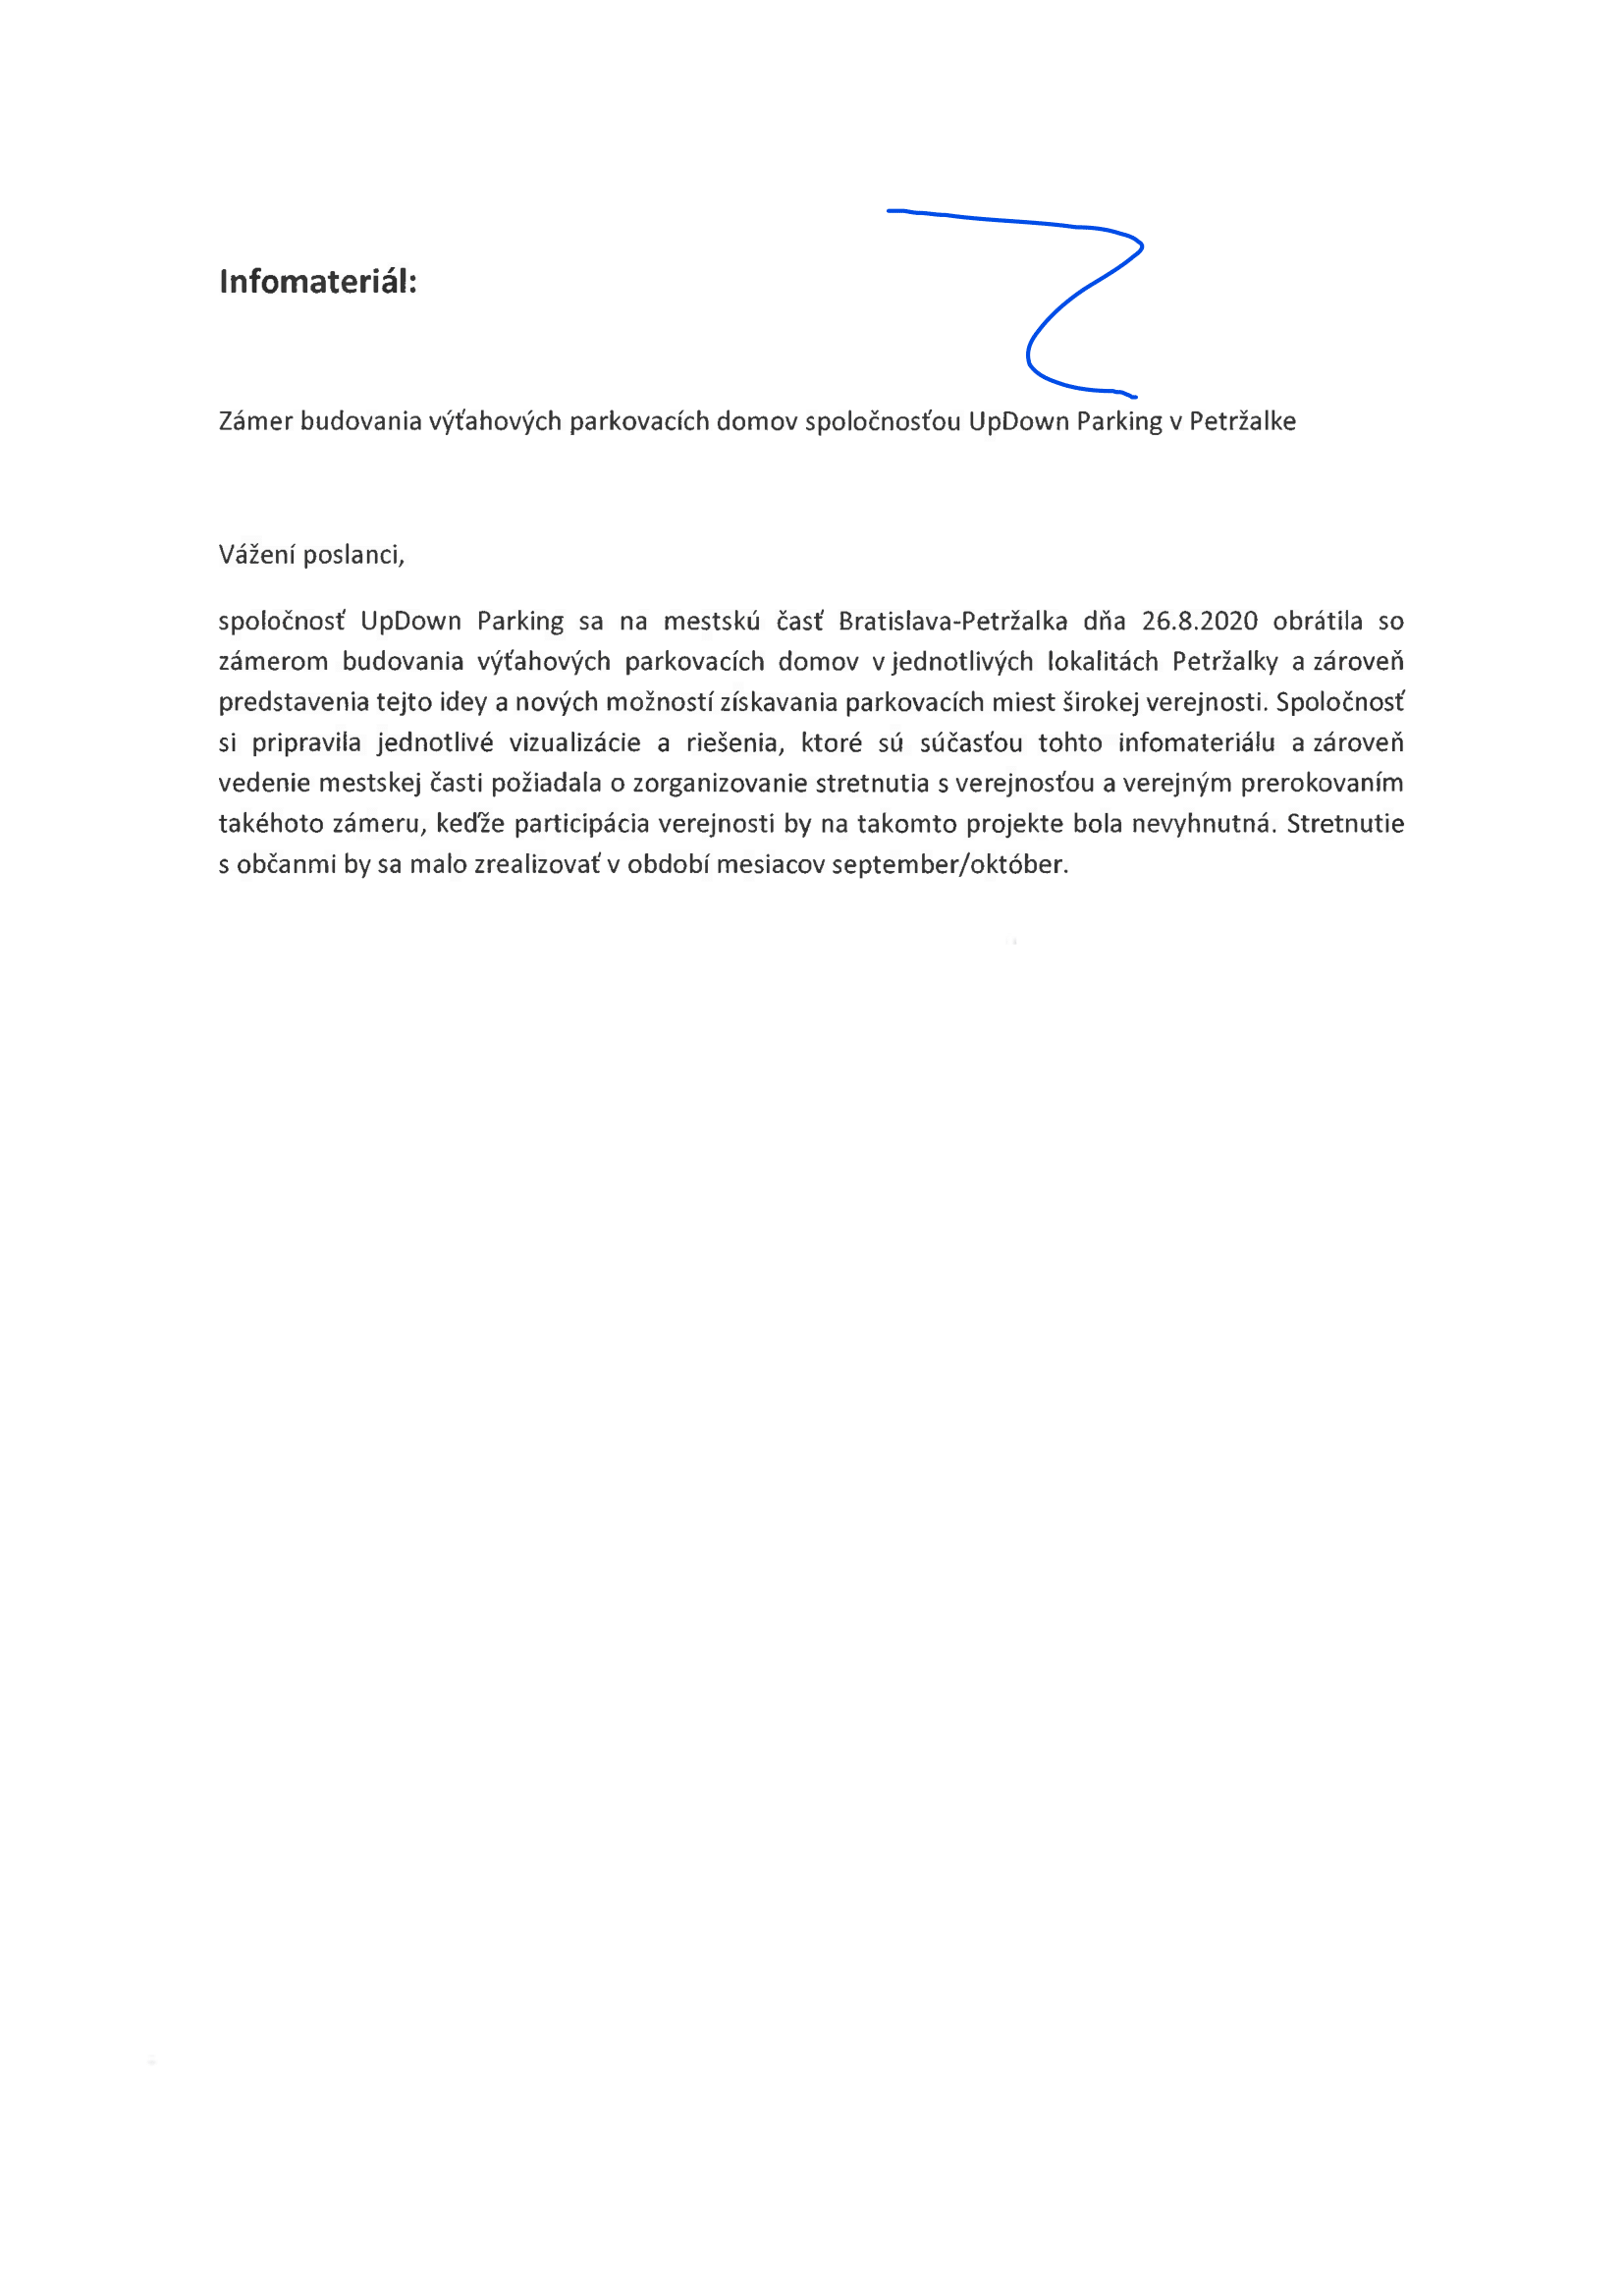 Infomateriál:
Zámer budovania výťahových parkovacích domov spoločnosťou UpDown Parking v Petržalke
Vážení poslanci,
spoločnosť UpDown Parking sa na mestskú časť Bratislava-Petržalka dňa 26.8.2020 obrátila so
zámerom budovania výťahových parkovacích domov v jednotlivých lokalitách Petržalky a zároveň
predstavenia tejto idey a nových možností získavania parkovacích miest širokej verejnosti. Spoločnosť
si pripravila jednotlivé vizualizácie a riešenia, ktoré sú súčasťou tohto infomateriálu a zároveň
vedenie mestskej časti požiadala o zorganizovanie stretnutia s verejnosťou a verejným prerokovaním
takéhoto zámeru, keďže participácia verejnosti by na takomto projekte bola nevyhnutná. Stretnutie
s občanmi by sa malo zrealizovať v období mesiacov september/október.